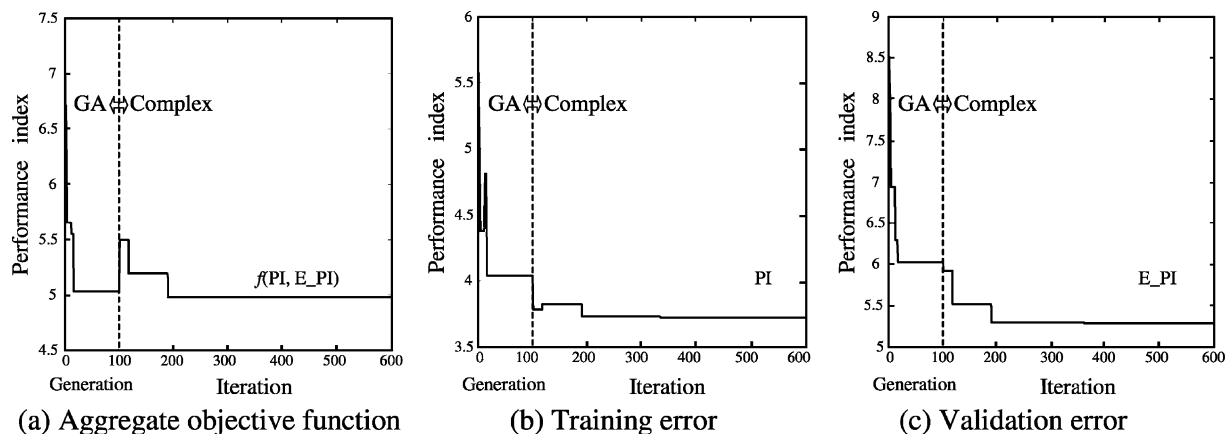 7.5
7
6.5
6
5.5
5
4.5
Performance index
GA Complex
f(PI, E_PI)
0 100 200 300 400 500 600
Generation Iteration
(a) Aggregate objective function
6
5.5
5
4.5
4
3.5
Performance index
GA Complex
PI
0 100 200 300 400 500 600
Generation Iteration
(b) Training error
9
8.5
8
7.5
7
6.5
6
5.5
5
Performance index
GA Complex
E_PI
0 100 200 300 400 500 600
Generation Iteration
(c) Validation error